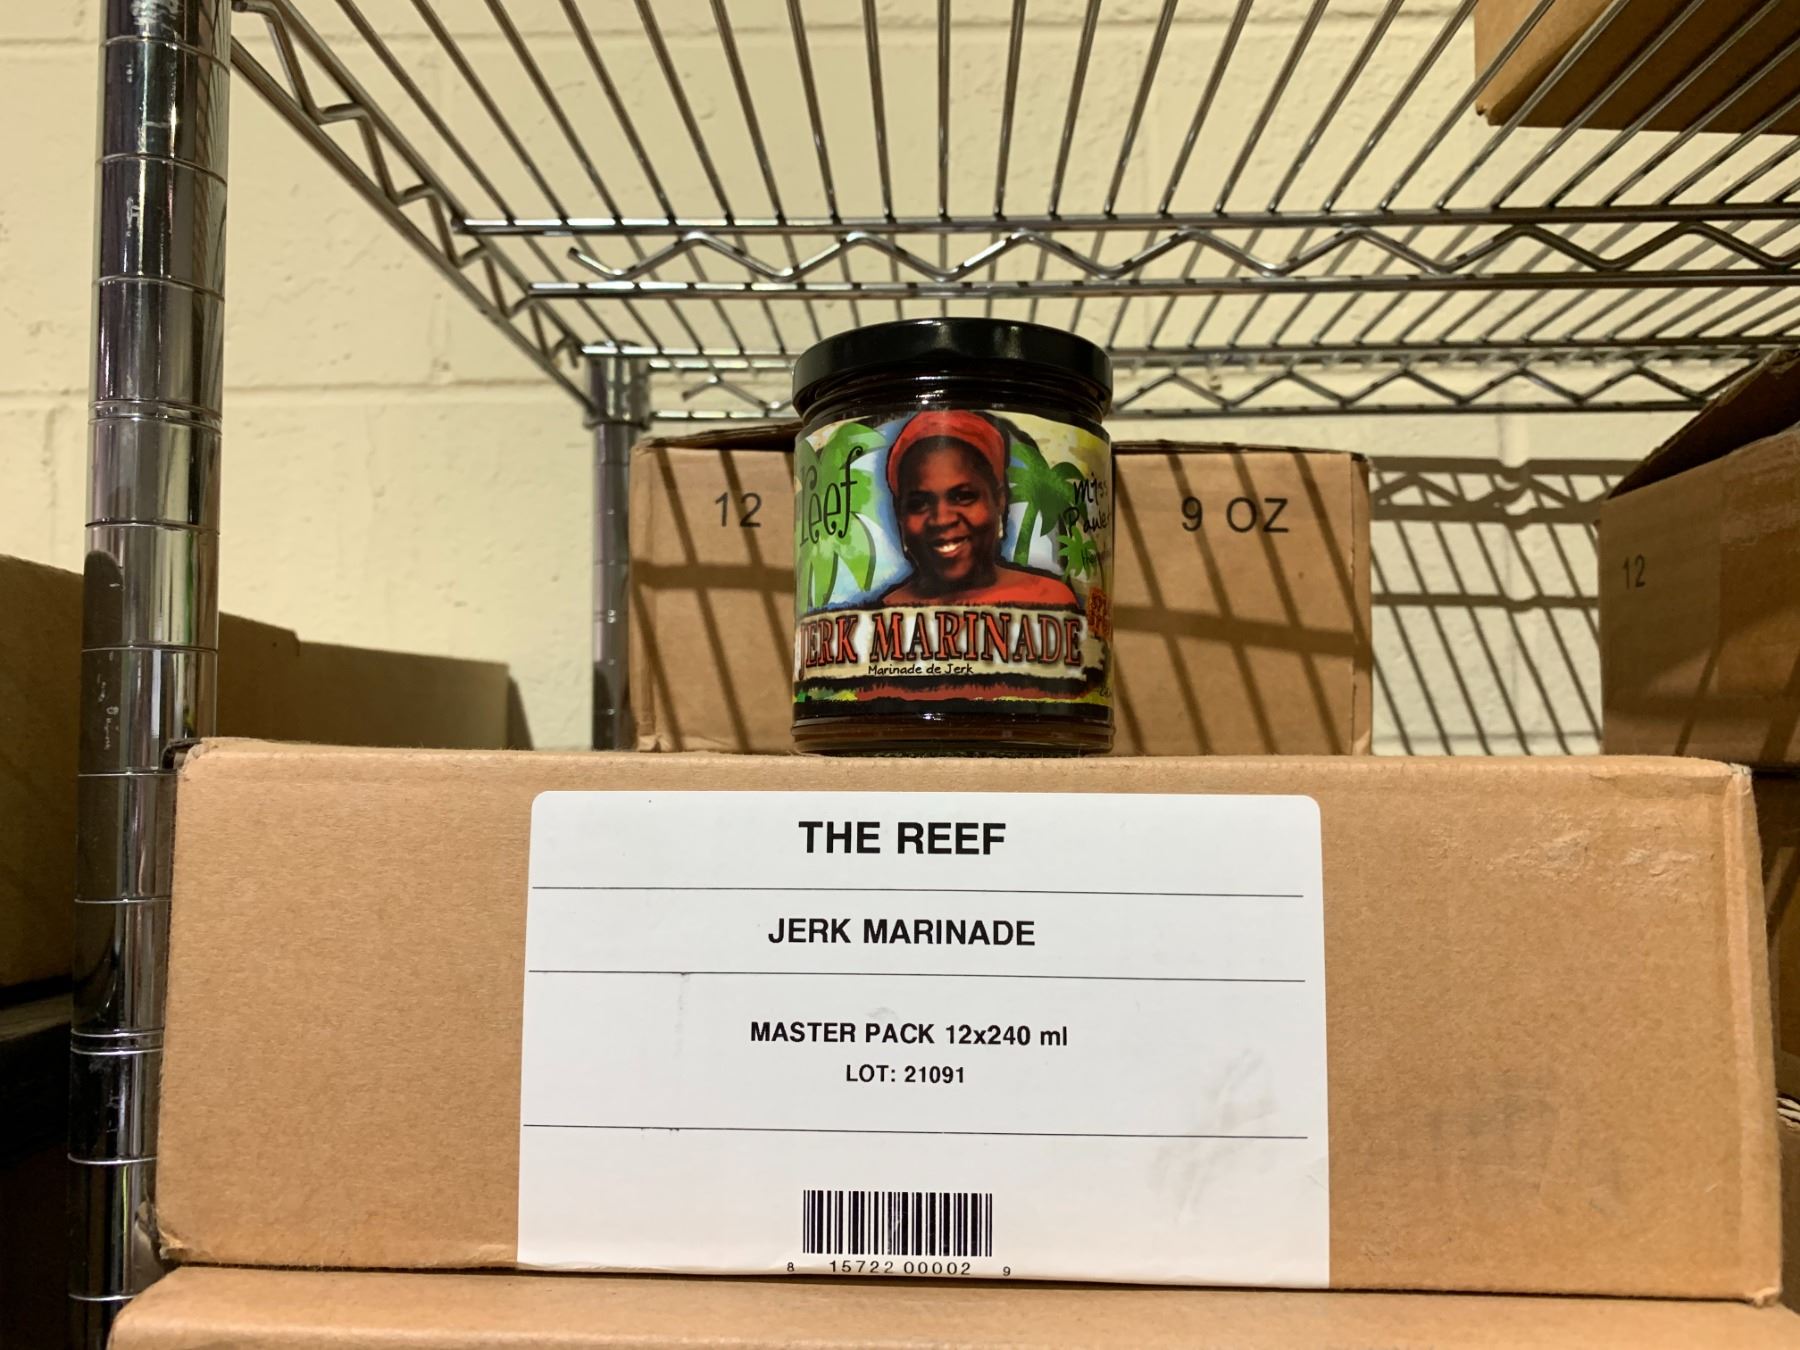 12
9 OZ
12
reef
Miss
JERK MARINADE
Marinade de Jerk
THE REEF
JERK MARINADE
MASTER PACK 12x240 ml
LOT: 21091
8 15722 00002 9